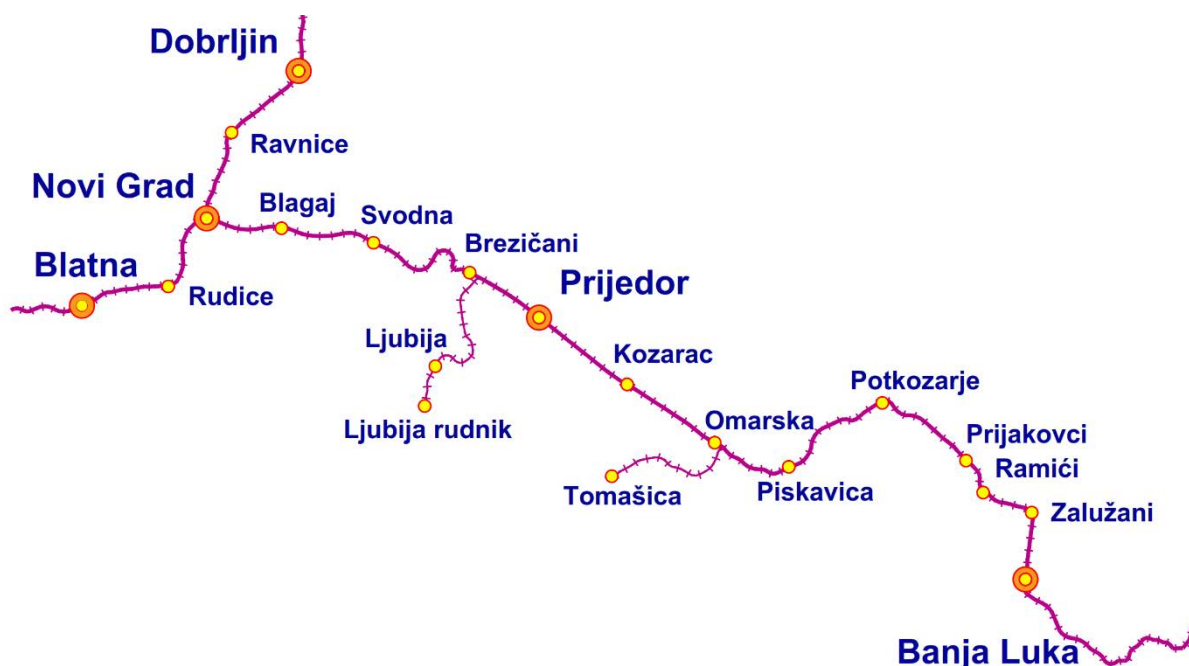 Dobrljin
Ravnice
Novi Grad
Blagaj
Svodna
Brezičani
Blatna
Rudice
Prijedor
Ljubija
Kozarac
Ljubija rudnik
Potkozarje
Omarska
Prijakovci
Ramići
Tomašica
Piskavica
Zalužani
Banja Luka